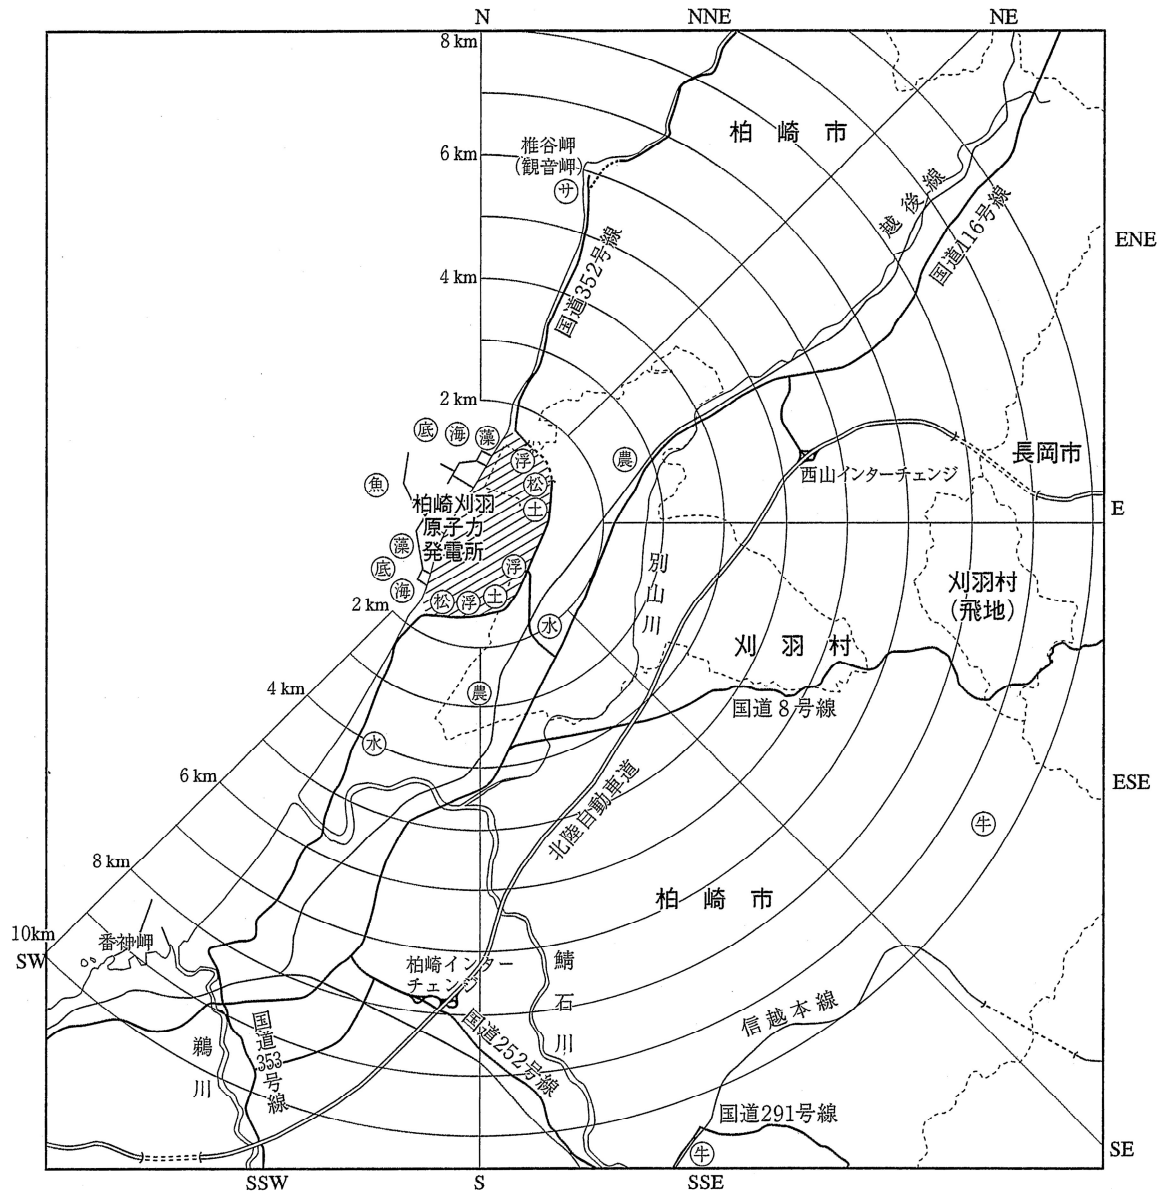 N
NNE
NE
8 km
柏崎市
椎谷岬
(観音岬)
6 km
サ
越後線
国道116号線
ENE
国道352号線
4 km
2 km
底
海
藻
浮
農
長岡市
魚
松
西山インターチェンジ
柏崎刈羽
原子力
発電所
土
E
藻
底
海
浮
別山川
刈羽村
(飛地)
松
浮
土
2 km
水
刈羽村
農
4 km
国道8号線
水
6 km
北陸自動車道
ESE
牛
8 km
柏崎市
10km
SW
番神岬
柏崎インター
チェンジ
鯖石川
信越本線
国道252号線
国道353号線
鵜川
国道291号線
牛
SE
SSW
S
SSE